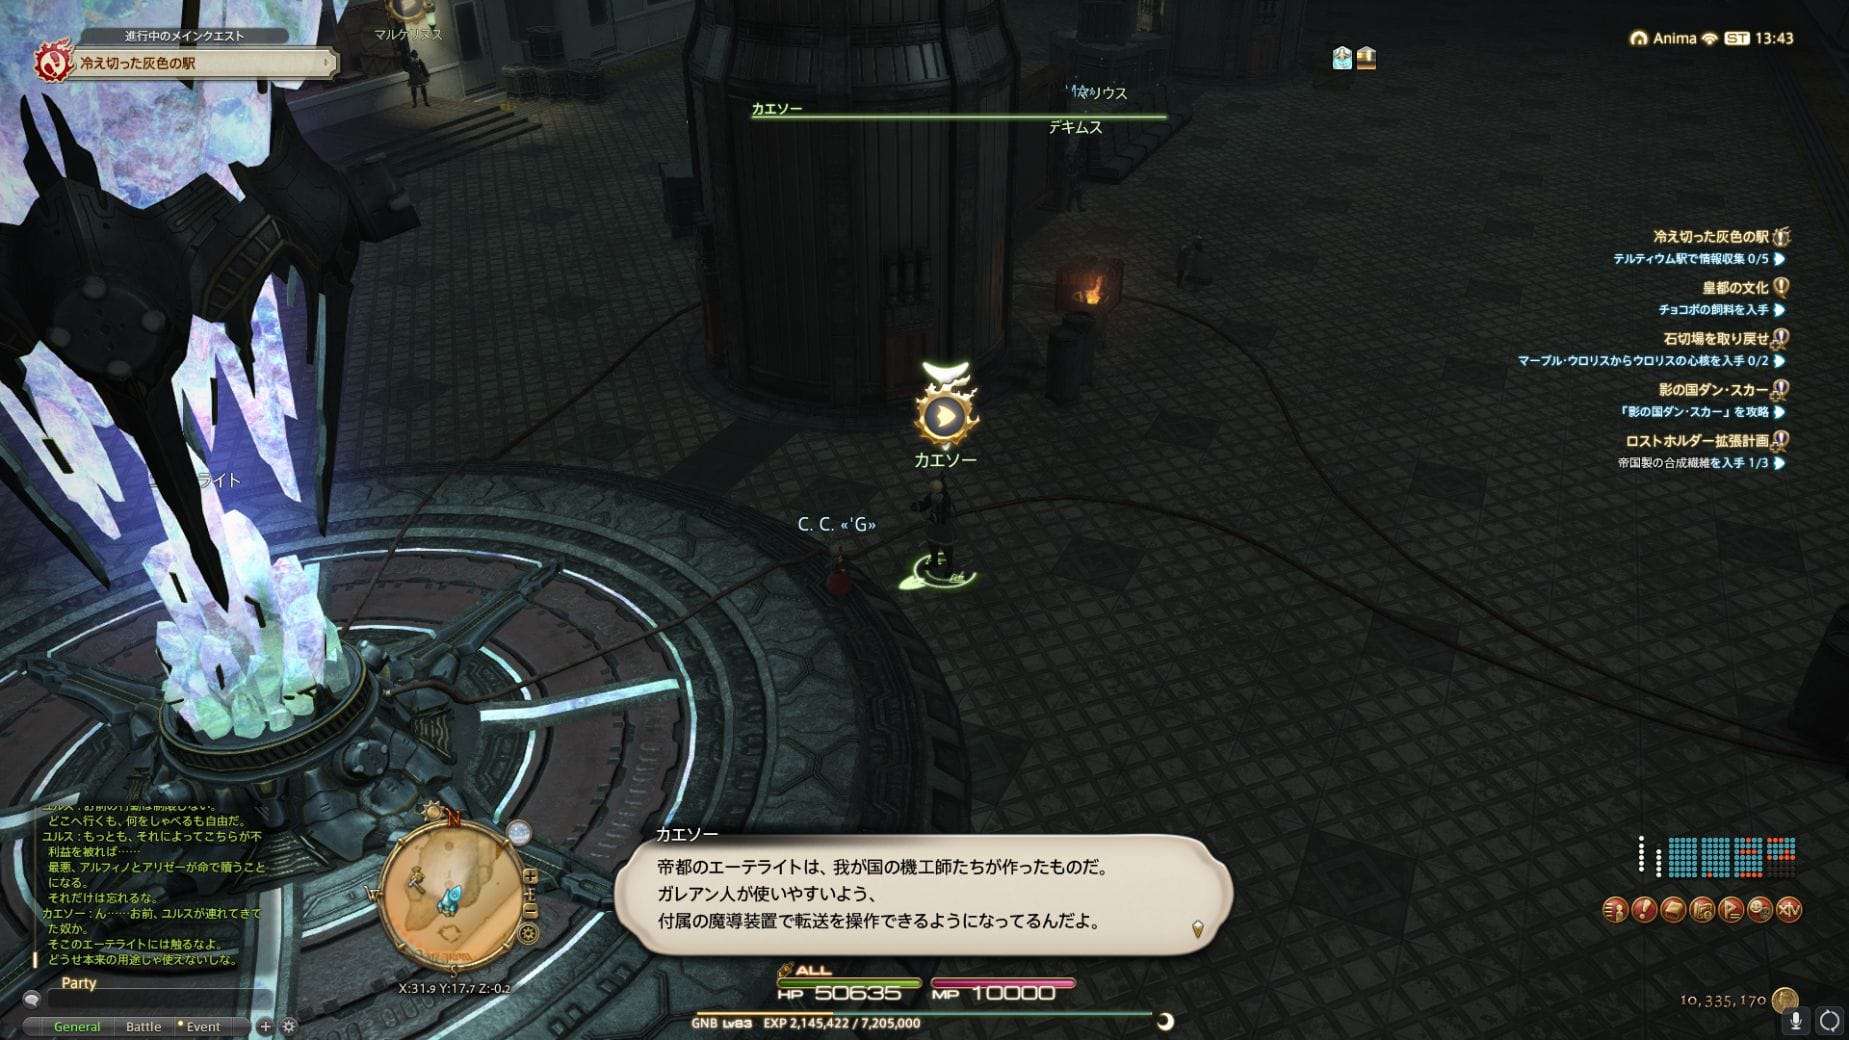 進行中のメインクエスト
冷え切った灰色の駅
マルケリヌス
カエソー
マリウス
デキムス
Anima ST 13:43
冷え切った灰色の駅
テルティウム駅で情報収集 0/5
皇都の文化
チョコボの飼料を入手
石切場を取り戻せ
マーブル・ウロリスからウロリスの心核を入手 0/2
影の国ダン・スカー
「影の国ダン・スカー」を攻略
ロストホルダー拡張計画
帝国製の合成繊維を入手 1/3
カエソー
ライト
C. C. «'G»
ユルス：お前の行動は制限しない。
どこへ行くも、何をしゃべるも自由だ。
ユルス：もっとも、それによってこちらが不
利益を被れば……
最悪、アルフィノとアリゼーが命で贖うこと
になる。
それだけは忘れるな。
カエソー：ん……お前、ユルスが連れてきて
た奴か。
そこのエーテライトには触るなよ。
どうせ本来の用途じゃ使えないしな。
Party
General Battle Event
N
W
S
X:31.9 Y:17.7 Z:-0.2
カエソー
帝都のエーテライトは、我が国の機工師たちが作ったものだ。
ガレアン人が使いやすいよう、
付属の魔導装置で転送を操作できるようになってるんだよ。
ALL
HP 50635 MP 10000
GNB Lv83 EXP 2,145,422 / 7,205,000
XIV
10,335,170